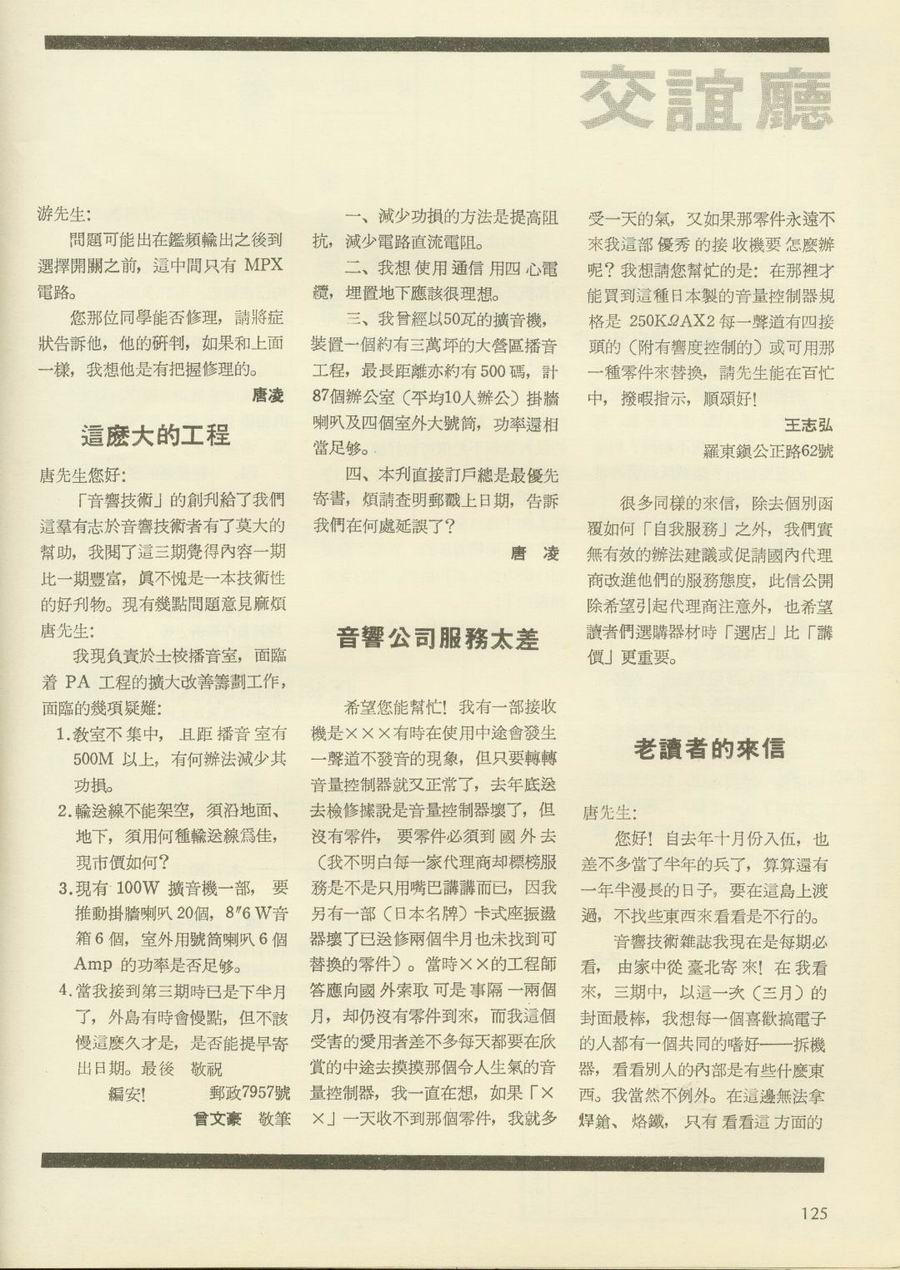 交誼廳
游先生：
問題可能出在鑑頻輸出之後到
選擇開關之前，這中間只有 MPX
電路。
您那位同學能否修理，請將症
狀告訴他，他的研判，如果和上面
一樣，我想他是有把握修理的。
唐凌
這麽大的工程
唐先生您好：
「音響技術」的創刊給了我們
這羣有志於音響技術者有了莫大的
幫助，我閱了這三期覺得內容一期
比一期豐富，眞不愧是一本技術性
的好刋物。現有幾點問題意見麻煩
唐先生：
我現負責於士校播音室，面臨
着 PA 工程的擴大改善籌劃工作，
面臨的幾項疑難：
1.敎室不集中，且距播音室有
500M 以上，有何辦法減少其
功損。
2.輸送線不能架空，須沿地面、
地下，須用何種輸送線爲佳，
現市價如何？
3.現有 100W 擴音機一部，要
推動掛牆喇叭20個，8″6W音
箱6個，室外用號筒喇叭6個
Amp 的功率是否足够。
4.當我接到第三期時已是下半月
了，外島有時會慢點，但不該
慢這麽久才是，是否能提早寄
出日期。最後　敬祝
編安！　郵政7957號
曾文豪　敬筆
一、減少功損的方法是提高阻
抗，減少電路直流電阻。
二、我想使用通信用四心電
纜，埋置地下應該很理想。
三、我曾經以50瓦的擴音機，
裝置一個約有三萬坪的大營區播音
工程，最長距離亦約有500碼，計
87個辦公室（平均10人辦公）掛牆
喇叭及四個室外大號筒，功率還相
當足够。
四、本刋直接訂戶總是最優先
寄書，煩請查明郵戳上日期，告訴
我們在何處延誤了？
唐　凌
音響公司服務太差
希望您能幫忙！我有一部接收
機是×××有時在使用中途會發生
一聲道不發音的現象，但只要轉轉
音量控制器就又正常了，去年底送
去檢修據說是音量控制器壞了，但
沒有零件，要零件必須到國外去
（我不明白每一家代理商却標榜服
務是不是只用嘴巴講講而已，因我
另有一部（日本名牌）卡式座振盪
器壞了已送修兩個半月也未找到可
替換的零件）。當時××的工程師
答應向國外索取可是事隔一兩個
月，却仍沒有零件到來，而我這個
受害的愛用者差不多每天都要在欣
賞的中途去摸摸那個令人生氣的音
量控制器，我一直在想，如果「×
×」一天收不到那個零件，我就多
受一天的氣，又如果那零件永遠不
來我這部優秀的接收機要怎麽辦
呢？我想請您幫忙的是：在那裡才
能買到這種日本製的音量控制器規
格是 250KΩAX2 每一聲道有四接
頭的（附有響度控制的）或可用那
一種零件來替換，請先生能在百忙
中，撥暇指示，順頌好！
王志弘
羅東鎭公正路62號
很多同樣的來信，除去個別函
覆如何「自我服務」之外，我們實
無有效的辦法建議或促請國內代理
商改進他們的服務態度，此信公開
除希望引起代理商注意外，也希望
讀者們選購器材時「選店」比「講
價」更重要。
老讀者的來信
唐先生：
您好！自去年十月份入伍，也
差不多當了半年的兵了，算算還有
一年半漫長的日子，要在這島上渡
過，不找些東西來看看是不行的。
音響技術雜誌我現在是每期必
看，由家中從臺北寄來！在我看
來，三期中，以這一次（三月）的
封面最棒，我想每一個喜歡搞電子
的人都有一個共同的嗜好——拆機
器，看看別人的內部是有些什麽東
西。我當然不例外。在這邊無法拿
焊鎗、烙鐵，只有看看這方面的
125